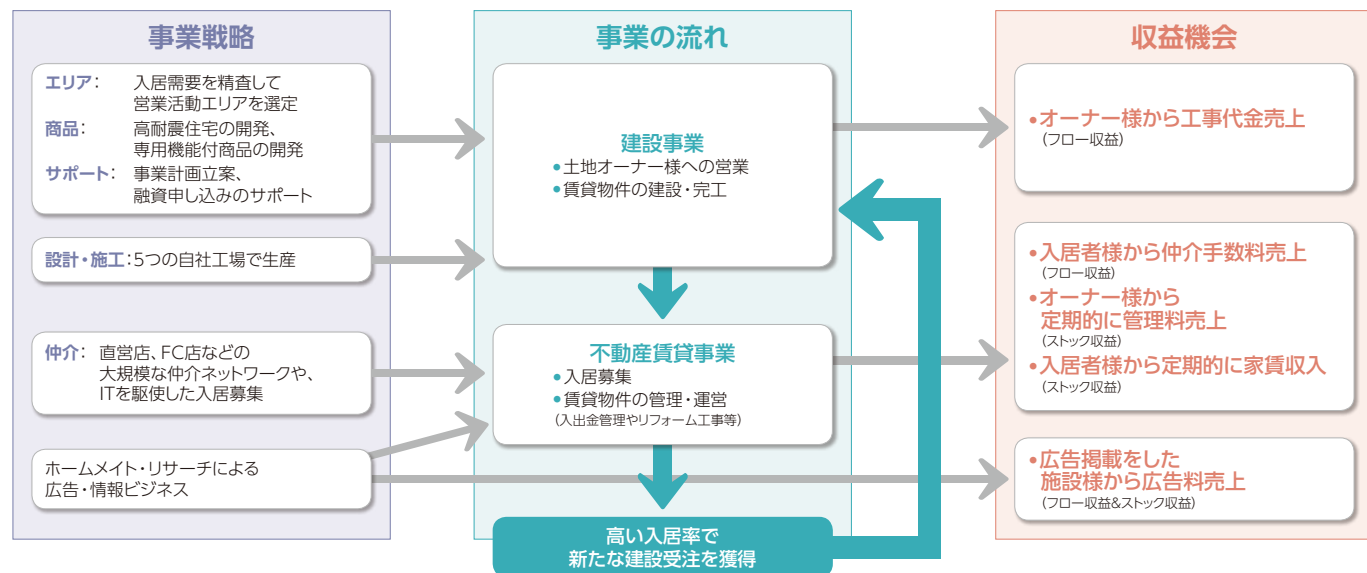 事業戦略
エリア： 入居需要を精査して
営業活動エリアを選定
商品： 高耐震住宅の開発、
専用機能付商品の開発
サポート： 事業計画立案、
融資申し込みのサポート
設計・施工：5つの自社工場で生産
仲介： 直営店、FC店などの
大規模な仲介ネットワークや、
ITを駆使した入居募集
ホームメイト・リサーチによる
広告・情報ビジネス
事業の流れ
建設事業
•土地オーナー様への営業
•賃貸物件の建設・完工
不動産賃貸事業
•入居募集
•賃貸物件の管理・運営
(入出金管理やリフォーム工事等)
高い入居率で
新たな建設受注を獲得
収益機会
•オーナー様から工事代金売上
(フロー収益)
•入居者様から仲介手数料売上
(フロー収益)
•オーナー様から
定期的に管理料売上
(ストック収益)
•入居者様から定期的に家賃収入
(ストック収益)
•広告掲載をした
施設様から広告料売上
(フロー収益&ストック収益)